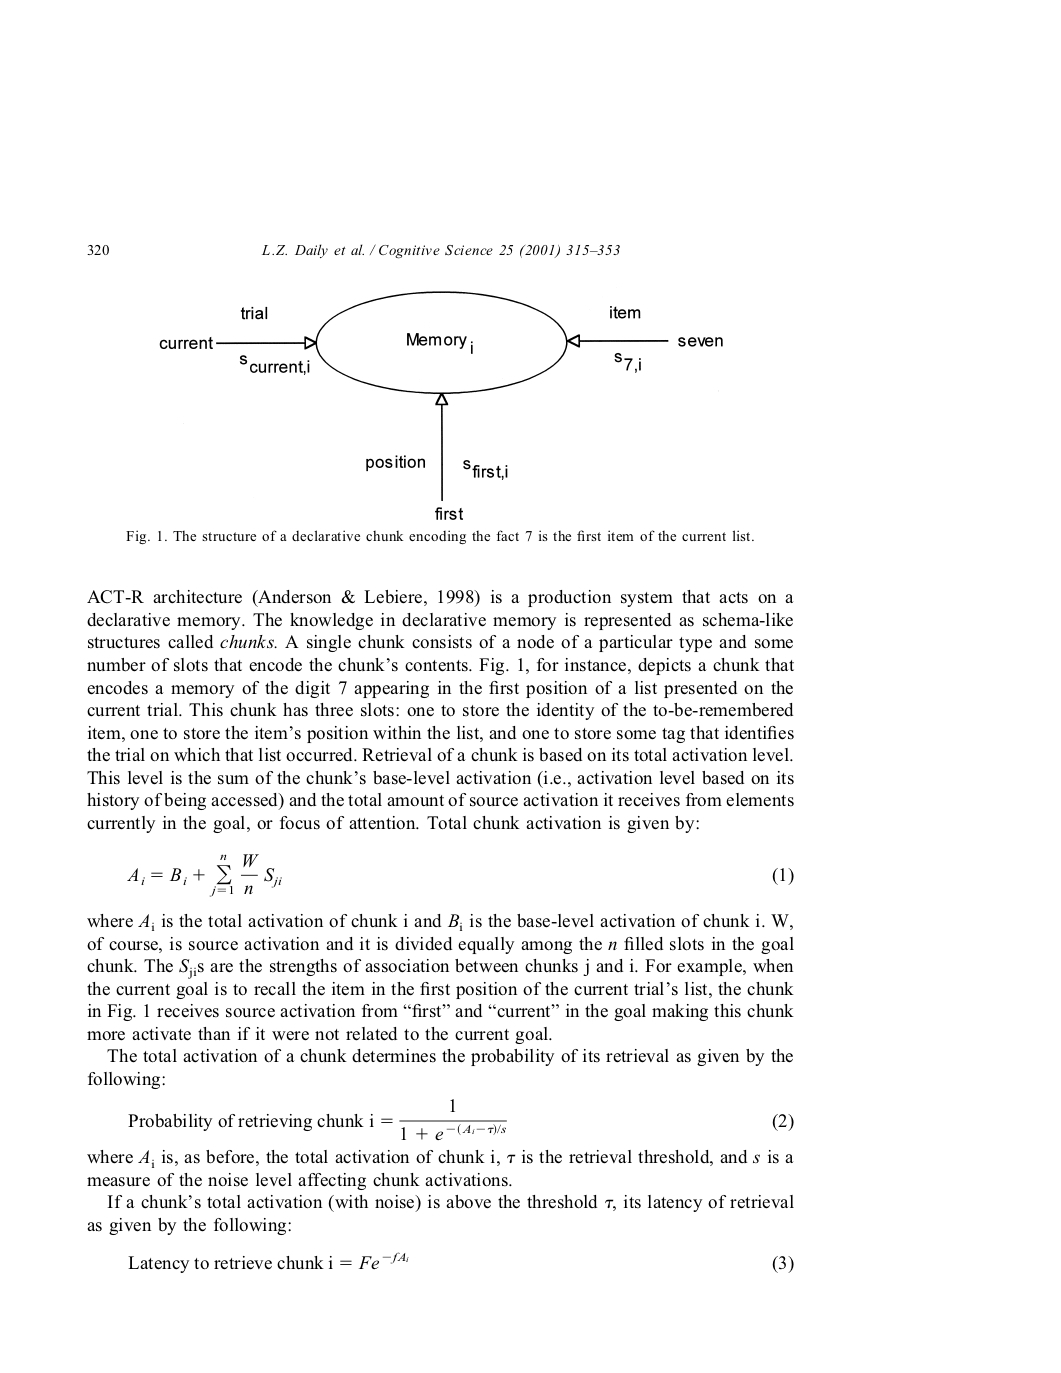 320 L.Z. Daily et al. / Cognitive Science 25 (2001) 315–353
trial
item
current
Memory i
seven
s current,i
s 7,i
position
s first,i
first
Fig. 1. The structure of a declarative chunk encoding the fact 7 is the first item of the current list.
ACT-R architecture (Anderson & Lebiere, 1998) is a production system that acts on a
declarative memory. The knowledge in declarative memory is represented as schema-like
structures called chunks. A single chunk consists of a node of a particular type and some
number of slots that encode the chunk’s contents. Fig. 1, for instance, depicts a chunk that
encodes a memory of the digit 7 appearing in the first position of a list presented on the
current trial. This chunk has three slots: one to store the identity of the to-be-remembered
item, one to store the item’s position within the list, and one to store some tag that identifies
the trial on which that list occurred. Retrieval of a chunk is based on its total activation level.
This level is the sum of the chunk’s base-level activation (i.e., activation level based on its
history of being accessed) and the total amount of source activation it receives from elements
currently in the goal, or focus of attention. Total chunk activation is given by:
A_i = B_i + ∑_{j=1}^{n} W/n S_{ji} (1)
where A_i is the total activation of chunk i and B_i is the base-level activation of chunk i. W,
of course, is source activation and it is divided equally among the n filled slots in the goal
chunk. The S_{ji}s are the strengths of association between chunks j and i. For example, when
the current goal is to recall the item in the first position of the current trial’s list, the chunk
in Fig. 1 receives source activation from “first” and “current” in the goal making this chunk
more activate than if it were not related to the current goal.
The total activation of a chunk determines the probability of its retrieval as given by the
following:
Probability of retrieving chunk i = 1 / (1 + e^{−(A_i−τ)/s}) (2)
where A_i is, as before, the total activation of chunk i, τ is the retrieval threshold, and s is a
measure of the noise level affecting chunk activations.
If a chunk’s total activation (with noise) is above the threshold τ, its latency of retrieval
as given by the following:
Latency to retrieve chunk i = Fe^{−fA_i} (3)